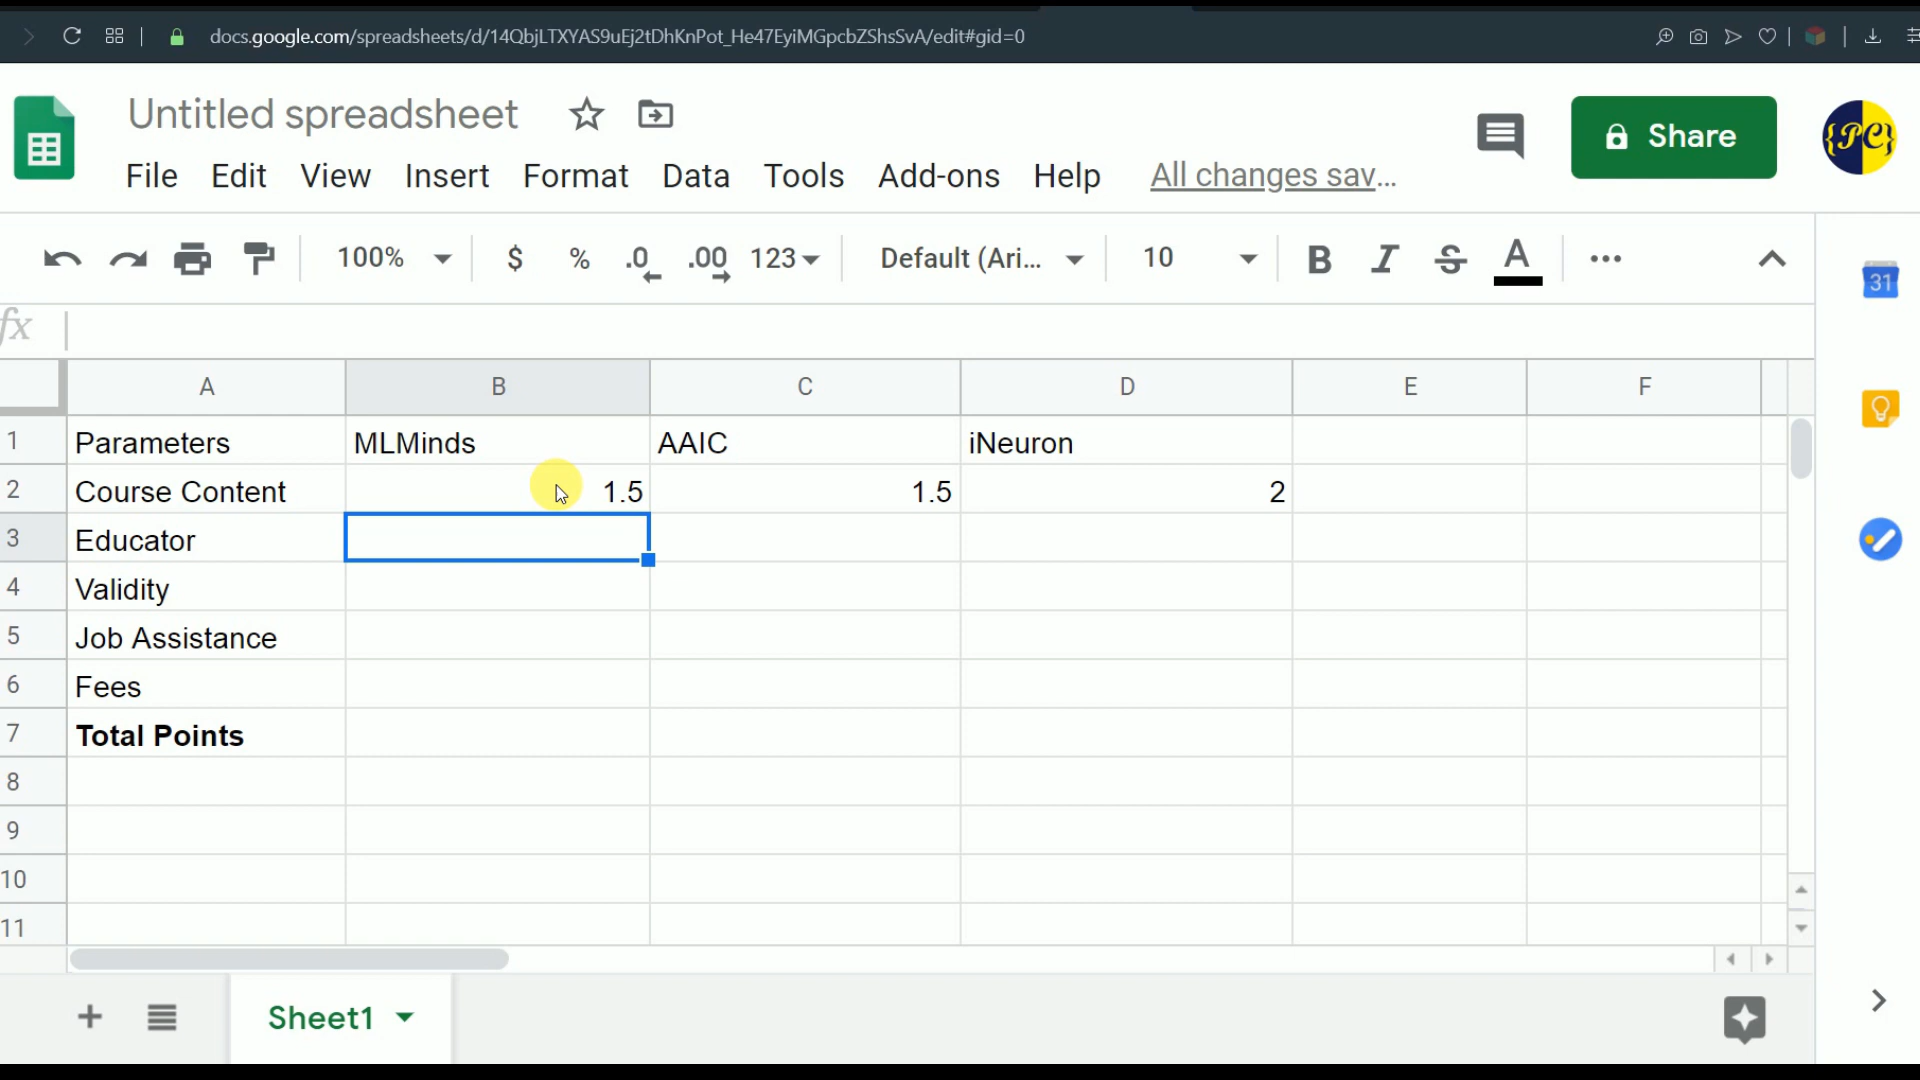 docs.google.com/spreadsheets/d/14QbjLTXYAS9uEj2tDhKnPot_He47EyiMGpcbZShsSvA/edit#gid=0
Untitled spreadsheet
Share
{PC}
File Edit View Insert Format Data Tools Add-ons Help All changes sav...
100% $ % .0 .00 123 Default (Ari... 10 B I S A
31
fx
A B C D E F
1 Parameters MLMinds AAIC iNeuron
2 Course Content 1.5 1.5 2
3 Educator
4 Validity
5 Job Assistance
6 Fees
7 Total Points
8
9
10
11
Sheet1